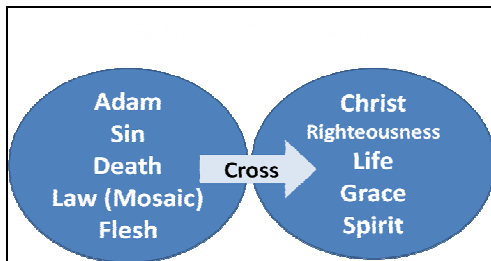 Adam
Sin
Death
Law (Mosaic)
Flesh
Cross
Christ
Righteousness
Life
Grace
Spirit